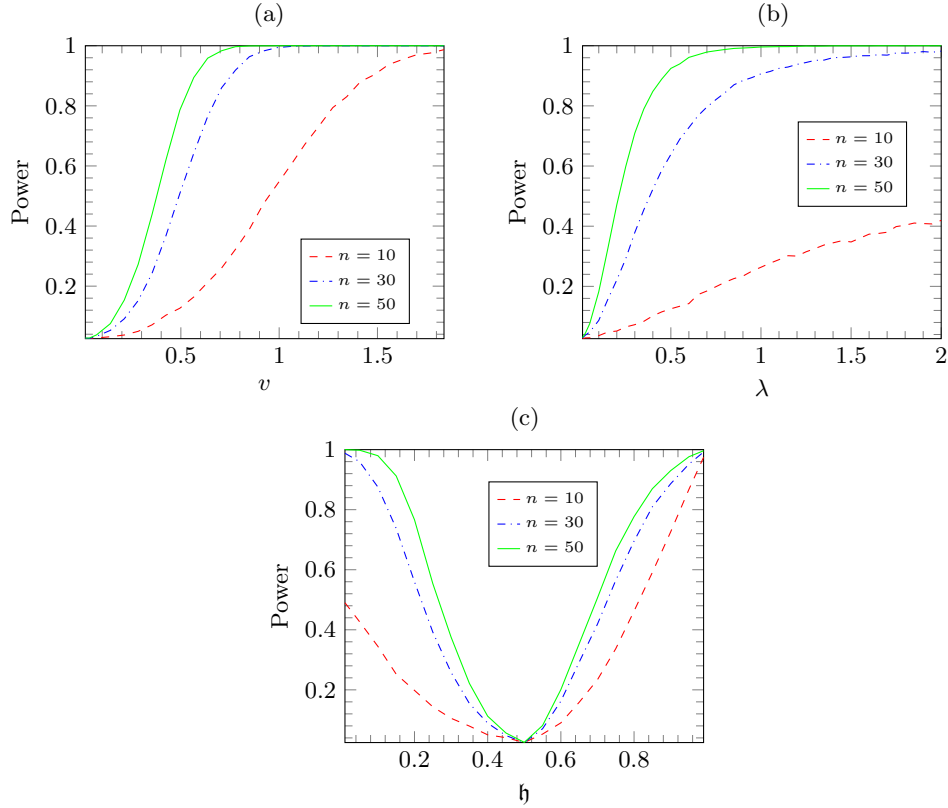 (a)
1
0.8
0.6
0.4
0.2
Power
0.5
1
1.5
v
n = 10
n = 30
n = 50
(b)
1
0.8
0.6
0.4
0.2
Power
0.5
1
1.5
2
λ
n = 10
n = 30
n = 50
(c)
1
0.8
0.6
0.4
0.2
Power
0.2
0.4
0.6
0.8
𝔥
n = 10
n = 30
n = 50